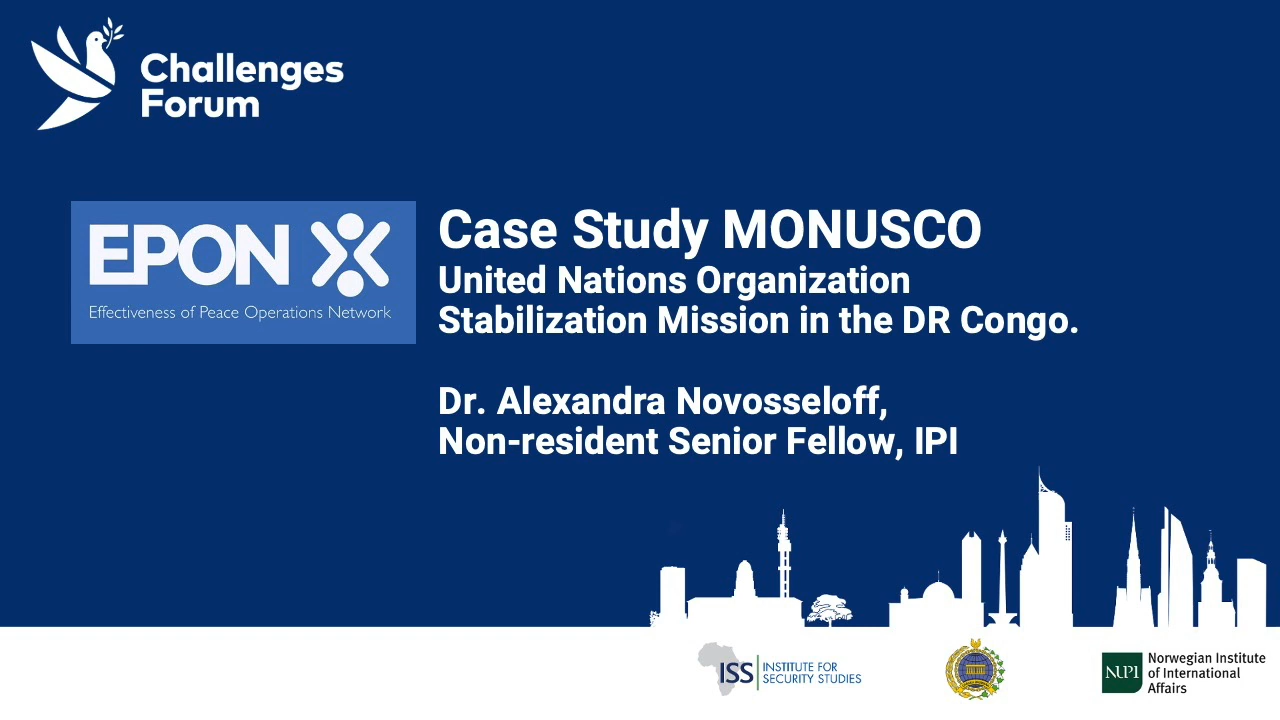 Challenges
Forum
EPON
Effectiveness of Peace Operations Network
Case Study MONUSCO
United Nations Organization
Stabilization Mission in the DR Congo.
Dr. Alexandra Novosseloff,
Non-resident Senior Fellow, IPI
ISS
INSTITUTE FOR
SECURITY STUDIES
NUPI
Norwegian Institute
of International
Affairs